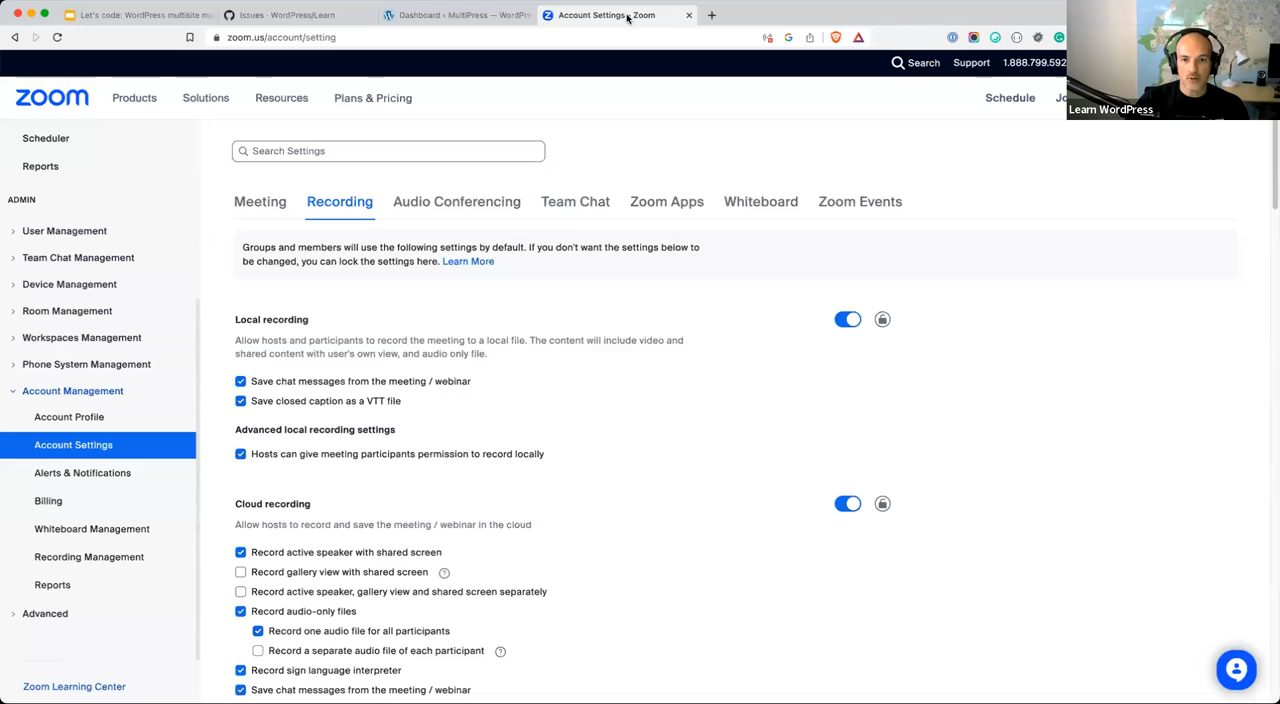 Let's code: WordPress multisite mu
Issues · WordPress/Learn
Dashboard ‹ MultiPress — WordPre
Account Settings - Zoom
zoom.us/account/setting
Search
Support
1.888.799.592
zoom
Products
Solutions
Resources
Plans & Pricing
Schedule
Jo
Learn WordPress
Scheduler
Reports
ADMIN
User Management
Team Chat Management
Device Management
Room Management
Workspaces Management
Phone System Management
Account Management
Account Profile
Account Settings
Alerts & Notifications
Billing
Whiteboard Management
Recording Management
Reports
Advanced
Zoom Learning Center
Search Settings
Meeting
Recording
Audio Conferencing
Team Chat
Zoom Apps
Whiteboard
Zoom Events
Groups and members will use the following settings by default. If you don't want the settings below to
be changed, you can lock the settings here. Learn More
Local recording
Allow hosts and participants to record the meeting to a local file. The content will include video and
shared content with user's own view, and audio only file.
Save chat messages from the meeting / webinar
Save closed caption as a VTT file
Advanced local recording settings
Hosts can give meeting participants permission to record locally
Cloud recording
Allow hosts to record and save the meeting / webinar in the cloud
Record active speaker with shared screen
Record gallery view with shared screen
Record active speaker, gallery view and shared screen separately
Record audio-only files
Record one audio file for all participants
Record a separate audio file of each participant
Record sign language interpreter
Save chat messages from the meeting / webinar